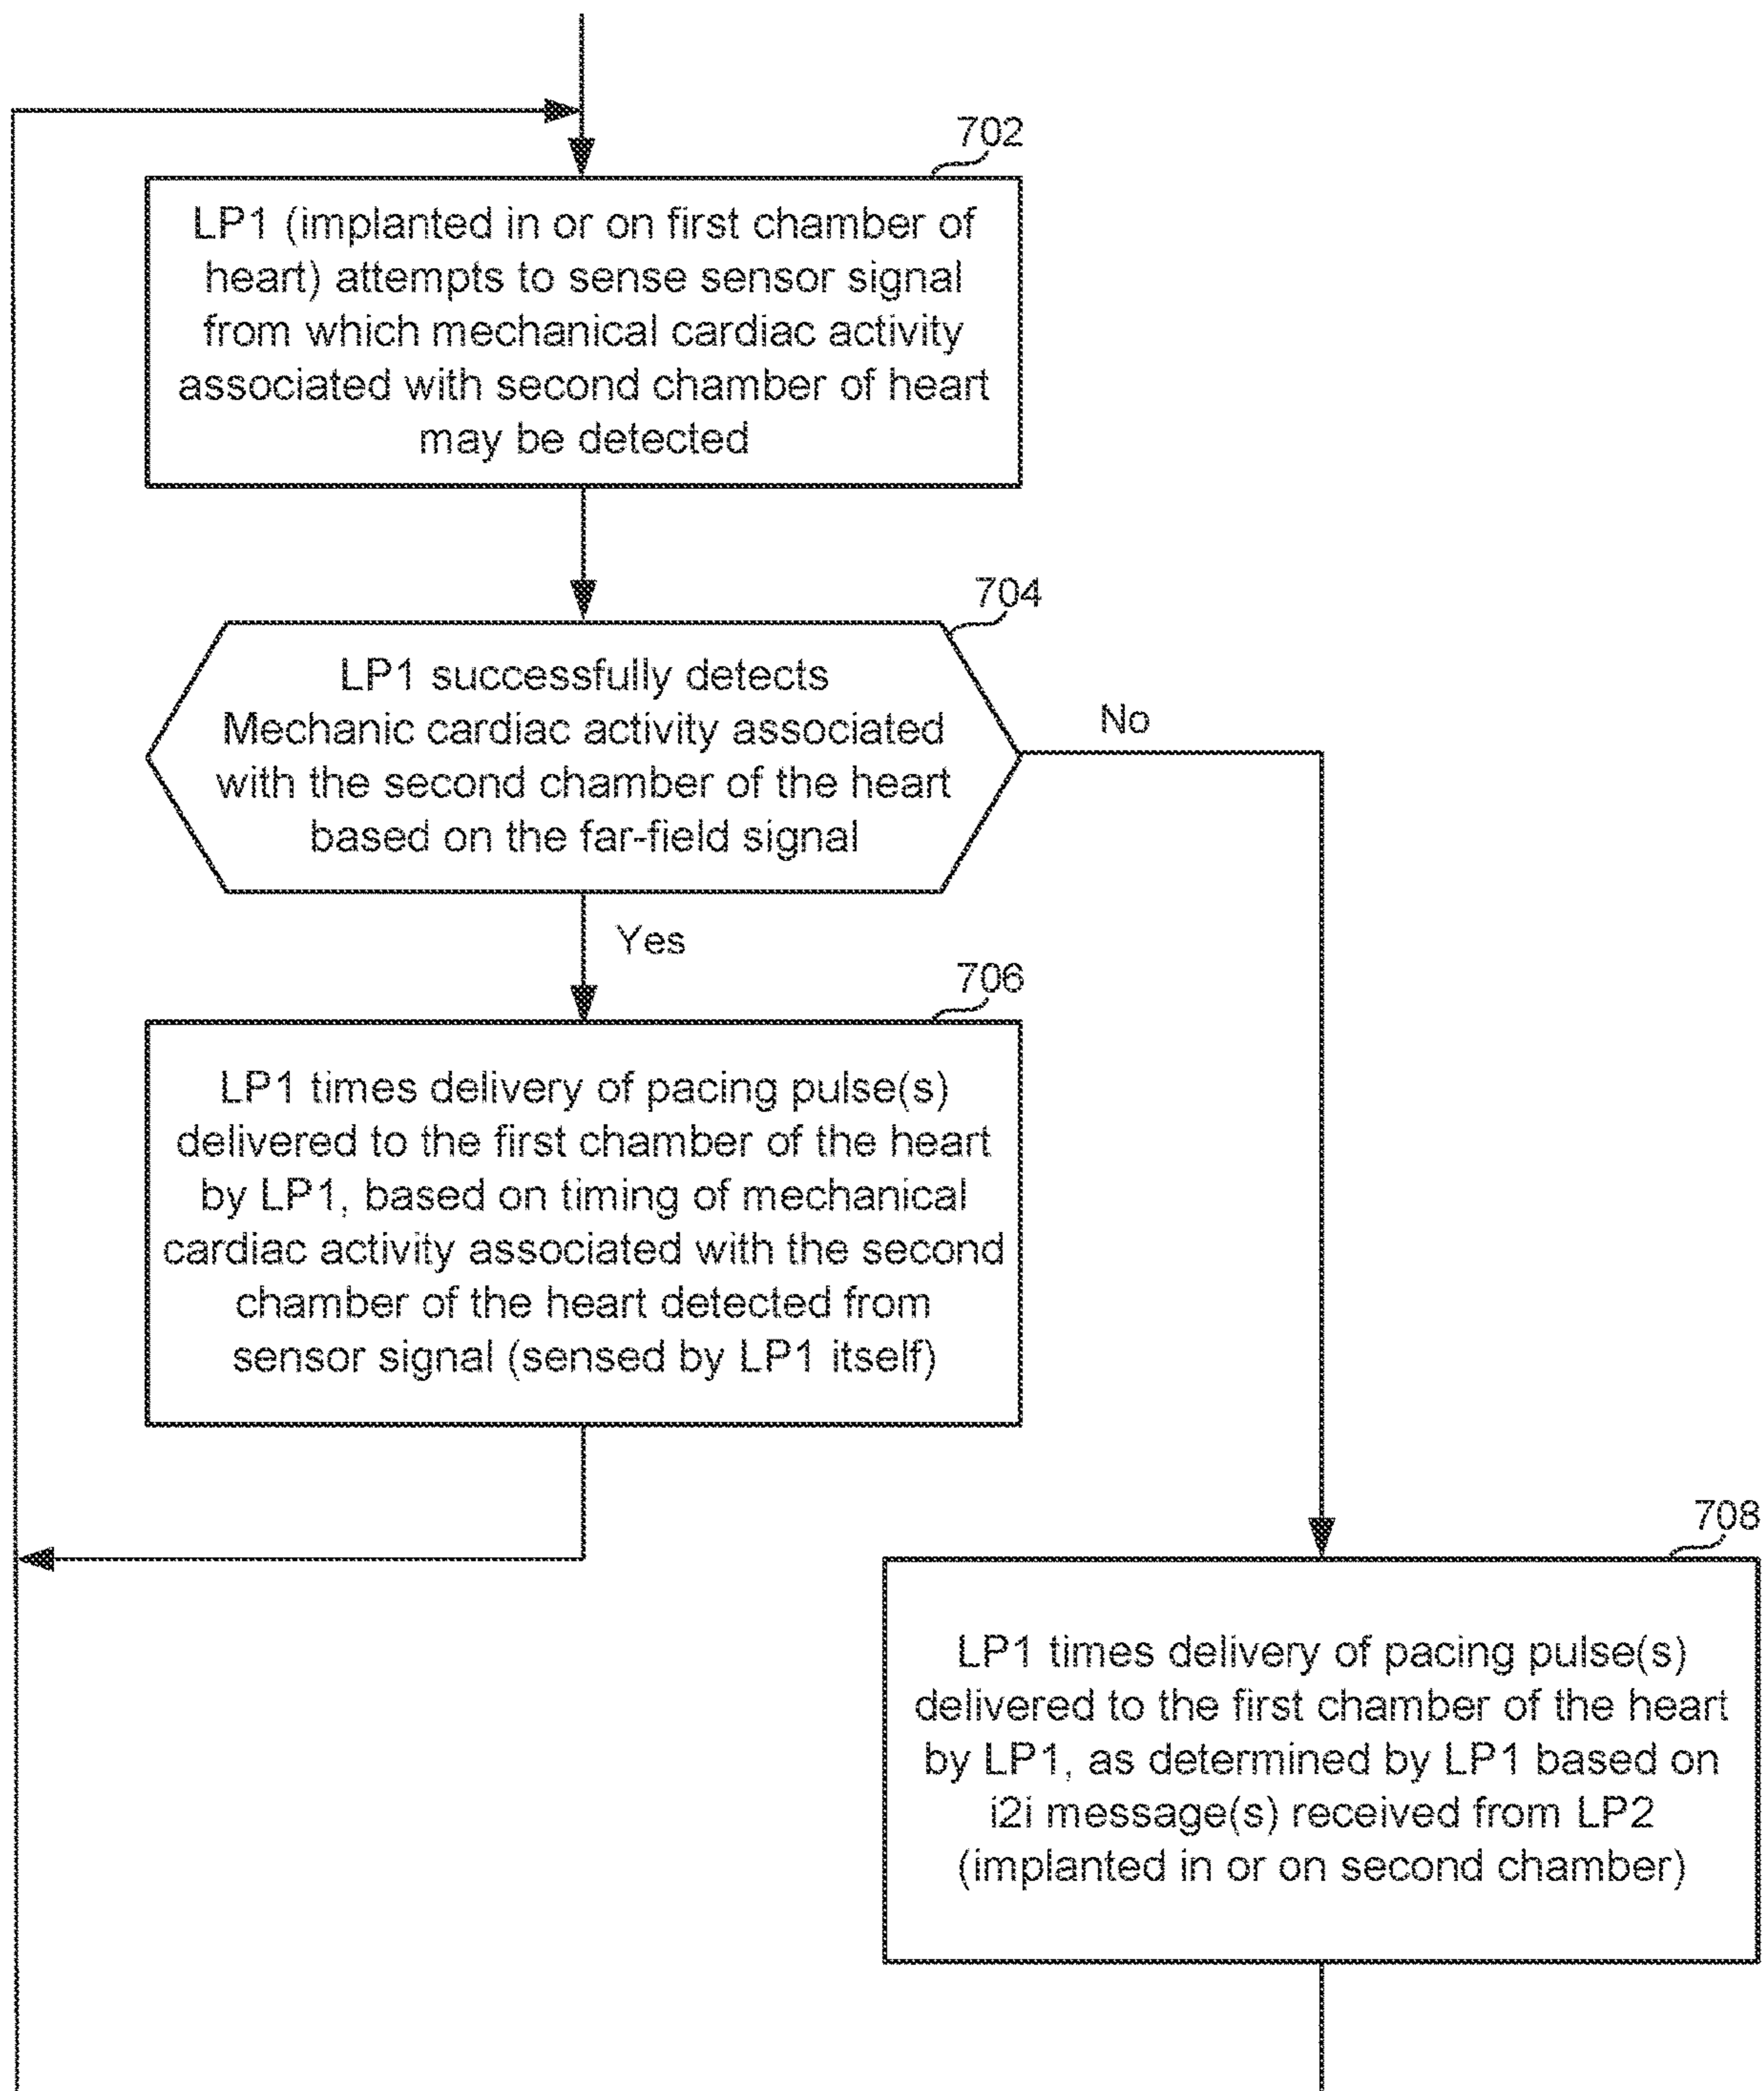 702
LP1 (implanted in or on first chamber of
heart) attempts to sense sensor signal
from which mechanical cardiac activity
associated with second chamber of heart
may be detected
704
LP1 successfully detects
Mechanic cardiac activity associated
with the second chamber of the heart
based on the far-field signal
No
Yes
706
LP1 times delivery of pacing pulse(s)
delivered to the first chamber of the heart
by LP1, based on timing of mechanical
cardiac activity associated with the second
chamber of the heart detected from
sensor signal (sensed by LP1 itself)
708
LP1 times delivery of pacing pulse(s)
delivered to the first chamber of the heart
by LP1, as determined by LP1 based on
i2i message(s) received from LP2
(implanted in or on second chamber)